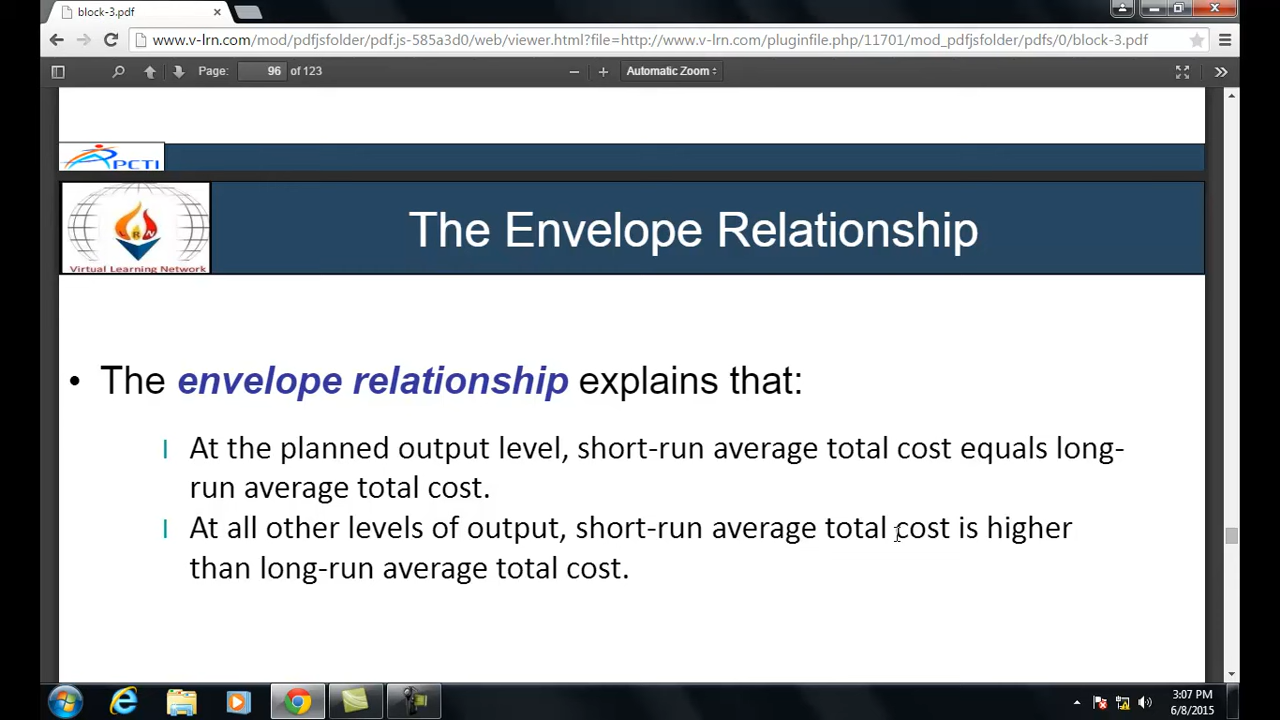 block-3.pdf
www.v-lrn.com/mod/pdfjsfolder/pdf.js-585a3d0/web/viewer.html?file=http://www.v-lrn.com/pluginfile.php/11701/mod_pdfjsfolder/pdfs/0/block-3.pdf
Page: 96 of 123
Automatic Zoom
PCTI
LRN
Virtual Learning Network
The Envelope Relationship
• The envelope relationship explains that:
l At the planned output level, short-run average total cost equals long-
run average total cost.
l At all other levels of output, short-run average total cost is higher
than long-run average total cost.
3:07 PM
6/8/2015